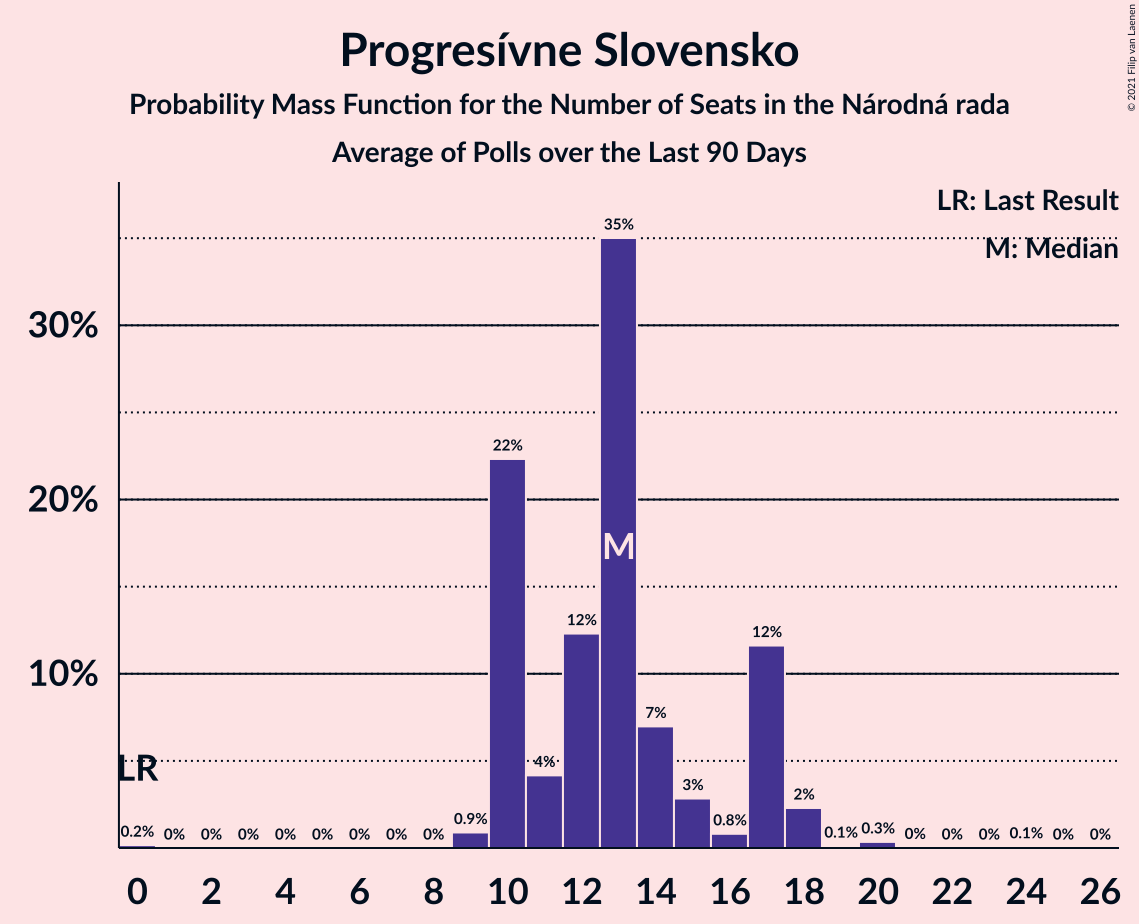 Progresívne Slovensko
Probability Mass Function for the Number of Seats in the Národná rada
Average of Polls over the Last 90 Days
© 2021 Filip van Laenen
LR: Last Result
M: Median
30%
20%
10%
35%
22%
M
12%
12%
7%
4%
3%
2%
LR
0.2% 0% 0% 0% 0% 0% 0% 0% 0% 0.9% 0.8% 0.1% 0.3% 0% 0% 0% 0.1% 0% 0%
0 2 4 6 8 10 12 14 16 18 20 22 24 26